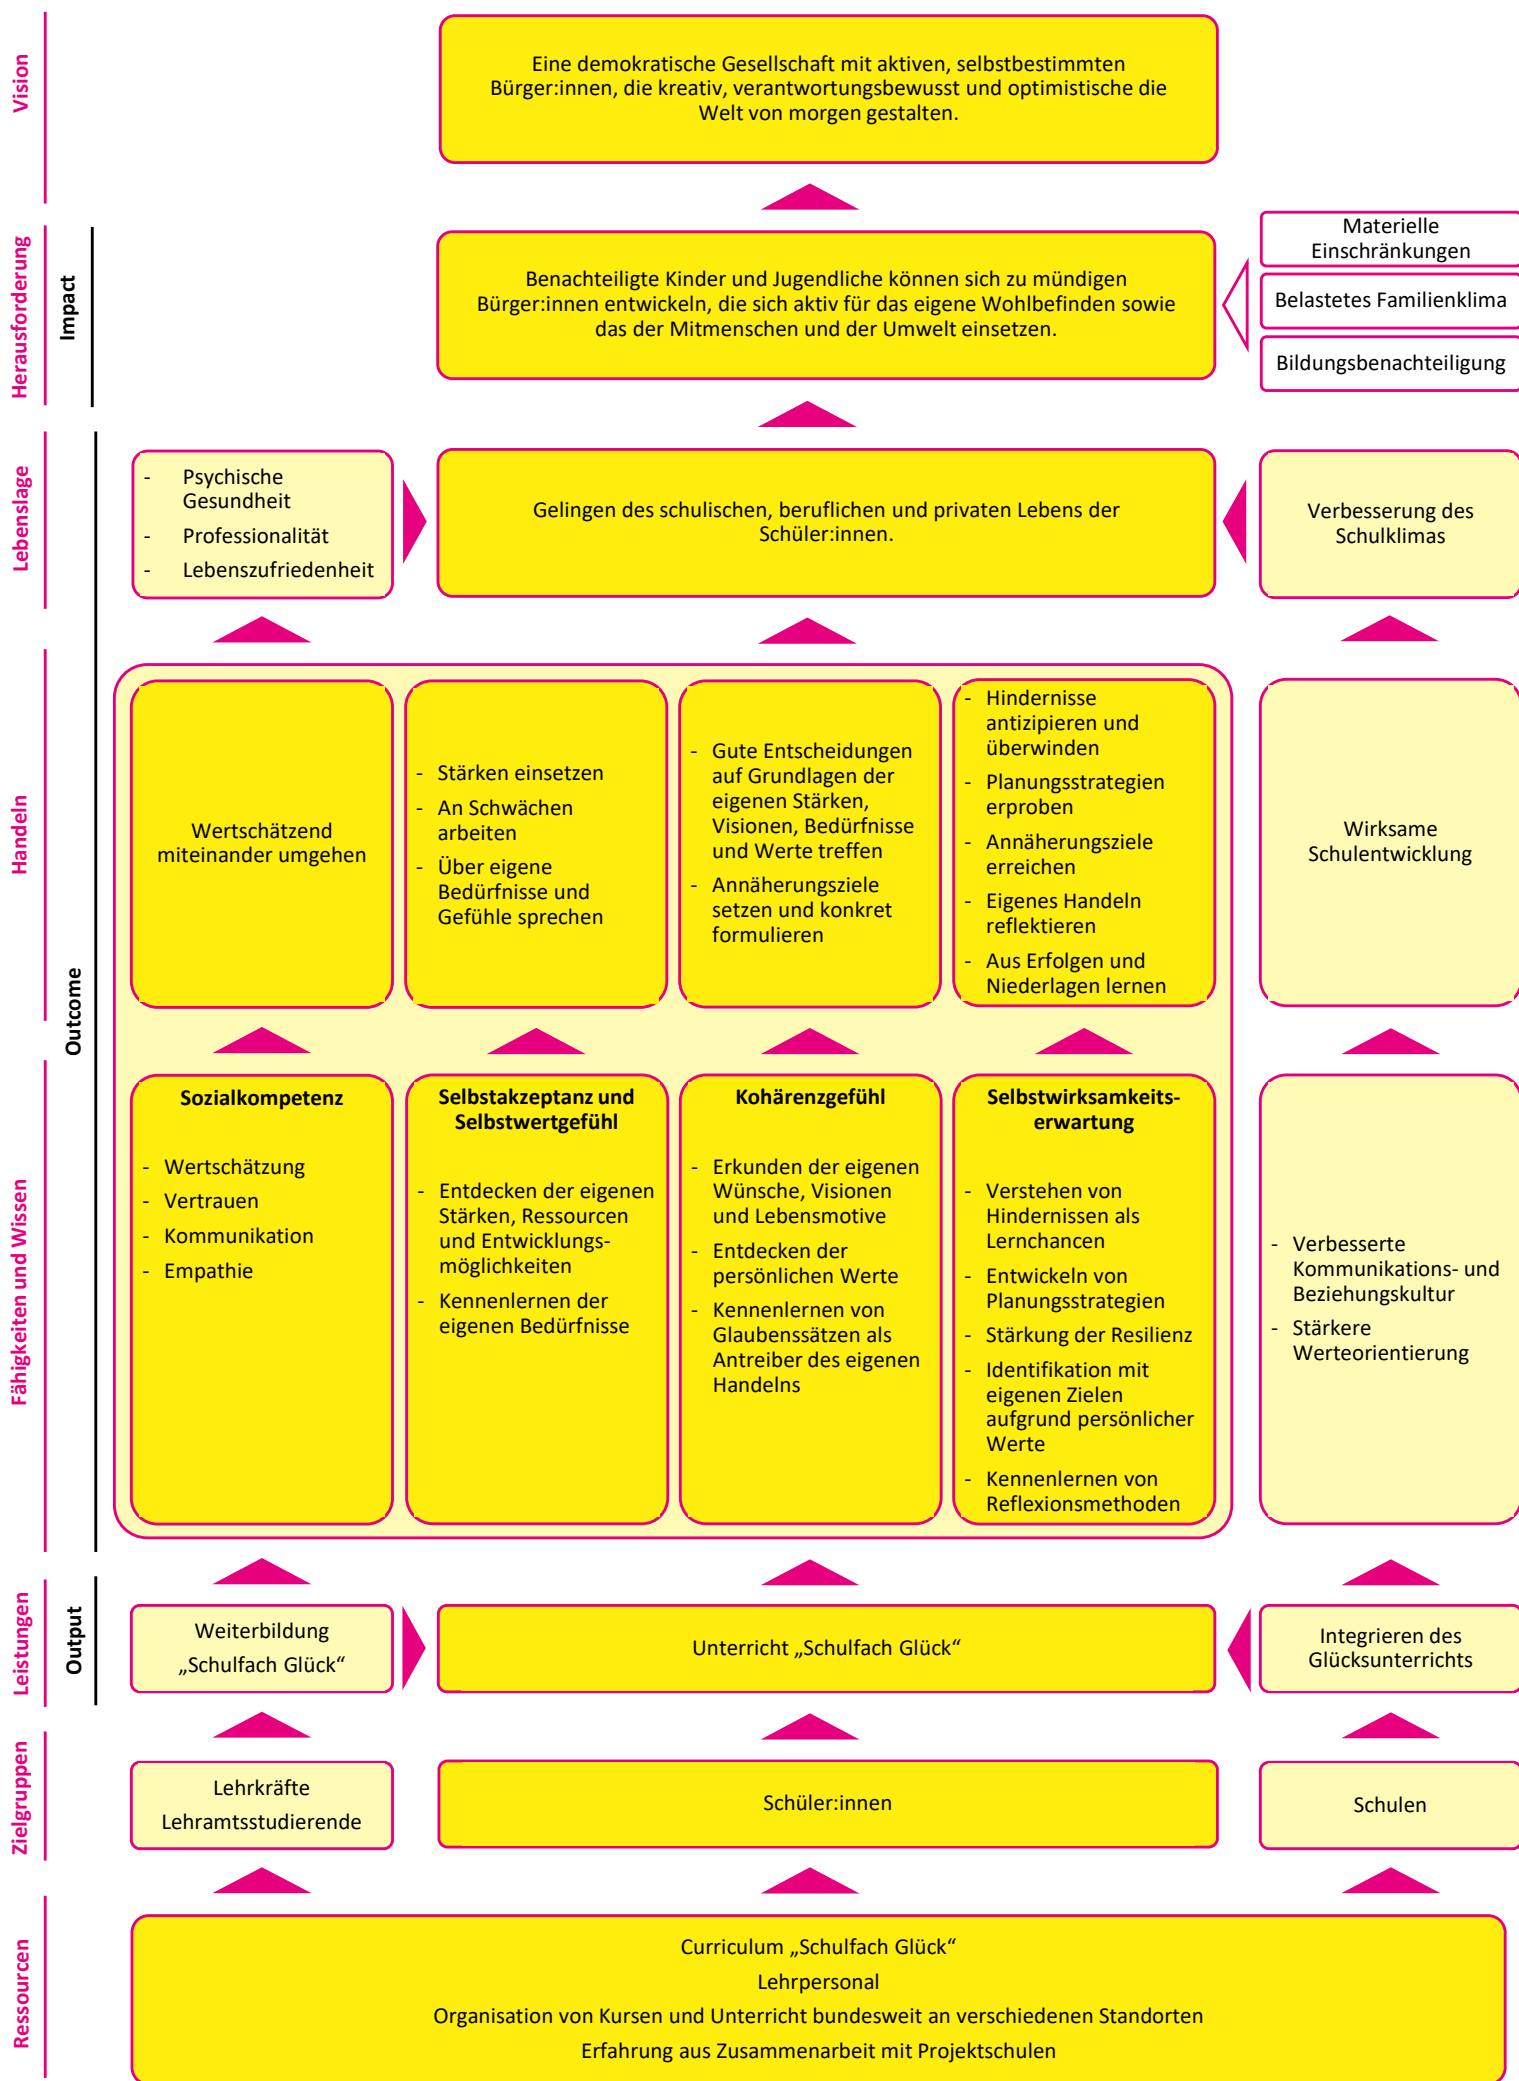 Vision
Eine demokratische Gesellschaft mit aktiven, selbstbestimmten
Bürger:innen, die kreativ, verantwortungsbewusst und optimistische die
Welt von morgen gestalten.
Herausforderung
Impact
Benachteiligte Kinder und Jugendliche können sich zu mündigen
Bürger:innen entwickeln, die sich aktiv für das eigene Wohlbefinden sowie
das der Mitmenschen und der Umwelt einsetzen.
Materielle
Einschränkungen
Belastetes Familienklima
Bildungsbenachteiligung
Outcome
Lebenslage
- Psychische
Gesundheit
- Professionalität
- Lebenszufriedenheit
Gelingen des schulischen, beruflichen und privaten Lebens der
Schüler:innen.
Verbesserung des
Schulklimas
Handeln
Wertschätzend
miteinander umgehen
- Stärken einsetzen
- An Schwächen
arbeiten
- Über eigene
Bedürfnisse und
Gefühle sprechen
- Gute Entscheidungen
auf Grundlagen der
eigenen Stärken,
Visionen, Bedürfnisse
und Werte treffen
- Annäherungsziele
setzen und konkret
formulieren
- Hindernisse
antizipieren und
überwinden
- Planungsstrategien
erproben
- Annäherungsziele
erreichen
- Eigenes Handeln
reflektieren
- Aus Erfolgen und
Niederlagen lernen
Wirksame
Schulentwicklung
Fähigkeiten und Wissen
Sozialkompetenz
- Wertschätzung
- Vertrauen
- Kommunikation
- Empathie
Selbstakzeptanz und
Selbstwertgefühl
- Entdecken der eigenen
Stärken, Ressourcen
und Entwicklungs-
möglichkeiten
- Kennenlernen der
eigenen Bedürfnisse
Kohärenzgefühl
- Erkunden der eigenen
Wünsche, Visionen
und Lebensmotive
- Entdecken der
persönlichen Werte
- Kennenlernen von
Glaubenssätzen als
Antreiber des eigenen
Handelns
Selbstwirksamkeits-
erwartung
- Verstehen von
Hindernissen als
Lernchancen
- Entwickeln von
Planungsstrategien
- Stärkung der Resilienz
- Identifikation mit
eigenen Zielen
aufgrund persönlicher
Werte
- Kennenlernen von
Reflexionsmethoden
- Verbesserte
Kommunikations- und
Beziehungskultur
- Stärkere
Werteorientierung
Leistungen
Output
Weiterbildung
„Schulfach Glück“
Unterricht „Schulfach Glück“
Integrieren des
Glücksunterrichts
Zielgruppen
Lehrkräfte
Lehramtsstudierende
Schüler:innen
Schulen
Ressourcen
Curriculum „Schulfach Glück“
Lehrpersonal
Organisation von Kursen und Unterricht bundesweit an verschiedenen Standorten
Erfahrung aus Zusammenarbeit mit Projektschulen